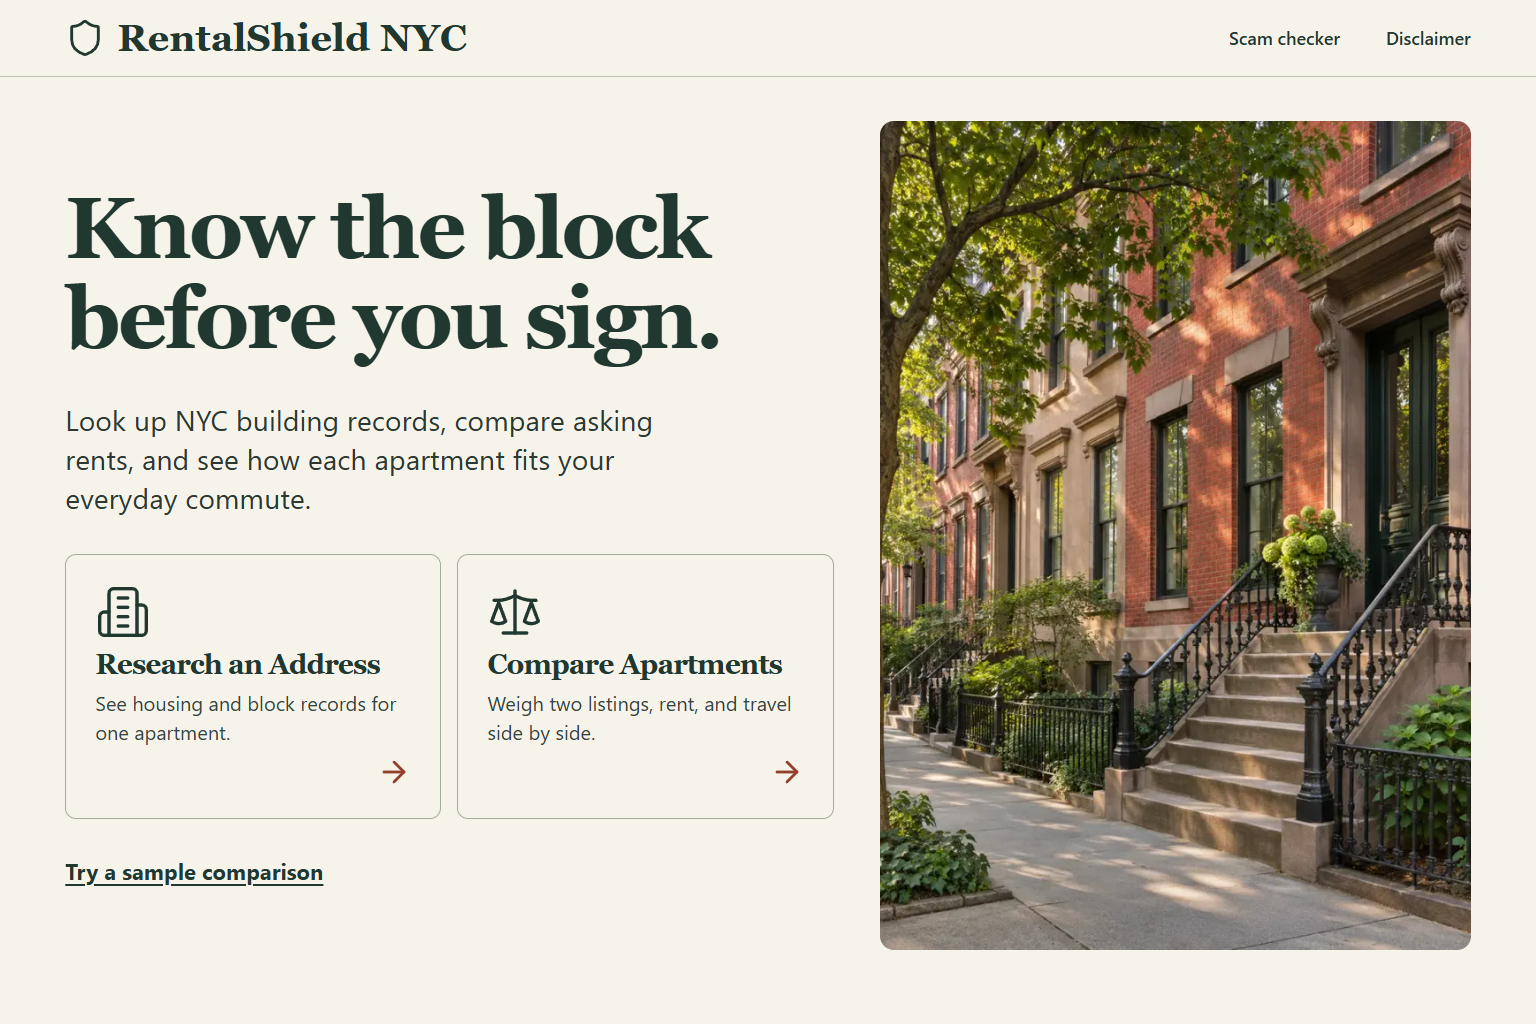 RentalShield NYC
Scam checker
Disclaimer
Know the block
before you sign.
Look up NYC building records, compare asking
rents, and see how each apartment fits your
everyday commute.
Research an Address
See housing and block records for
one apartment.
Compare Apartments
Weigh two listings, rent, and travel
side by side.
Try a sample comparison